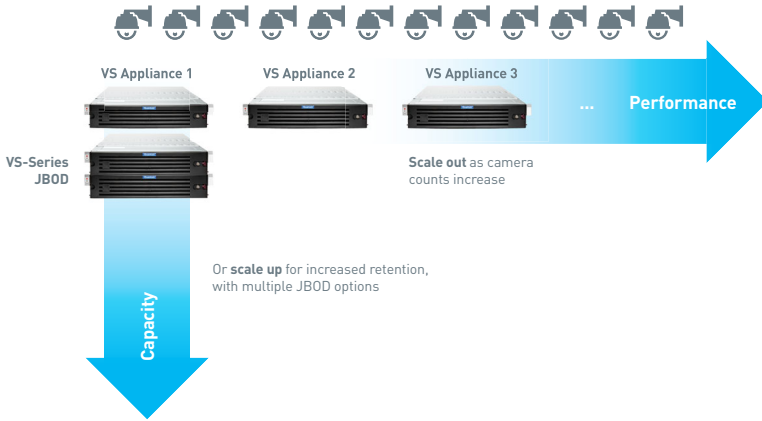 VS Appliance 1
VS Appliance 2
VS Appliance 3
... Performance
VS-Series
JBOD
Scale out as camera
counts increase
Or scale up for increased retention,
with multiple JBOD options
Capacity